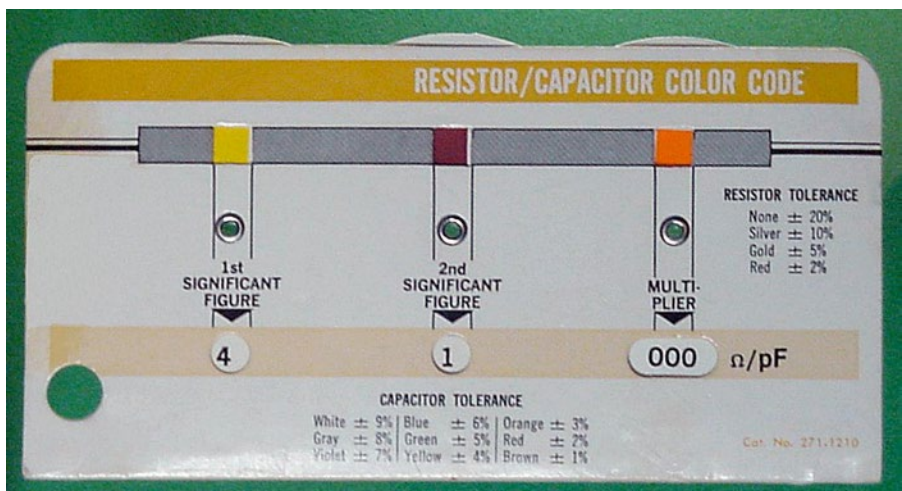 RESISTOR/CAPACITOR COLOR CODE
RESISTOR TOLERANCE
None ± 20%
Silver ± 10%
Gold ± 5%
Red ± 2%
1st
SIGNIFICANT
FIGURE
2nd
SIGNIFICANT
FIGURE
MULTI-
PLIER
4 1 000 Ω/pF
CAPACITOR TOLERANCE
White ± 9% Blue ± 6% Orange ± 3%
Gray ± 8% Green ± 5% Red ± 2%
Violet ± 7% Yellow ± 4% Brown ± 1%
Cat. No. 271.1210